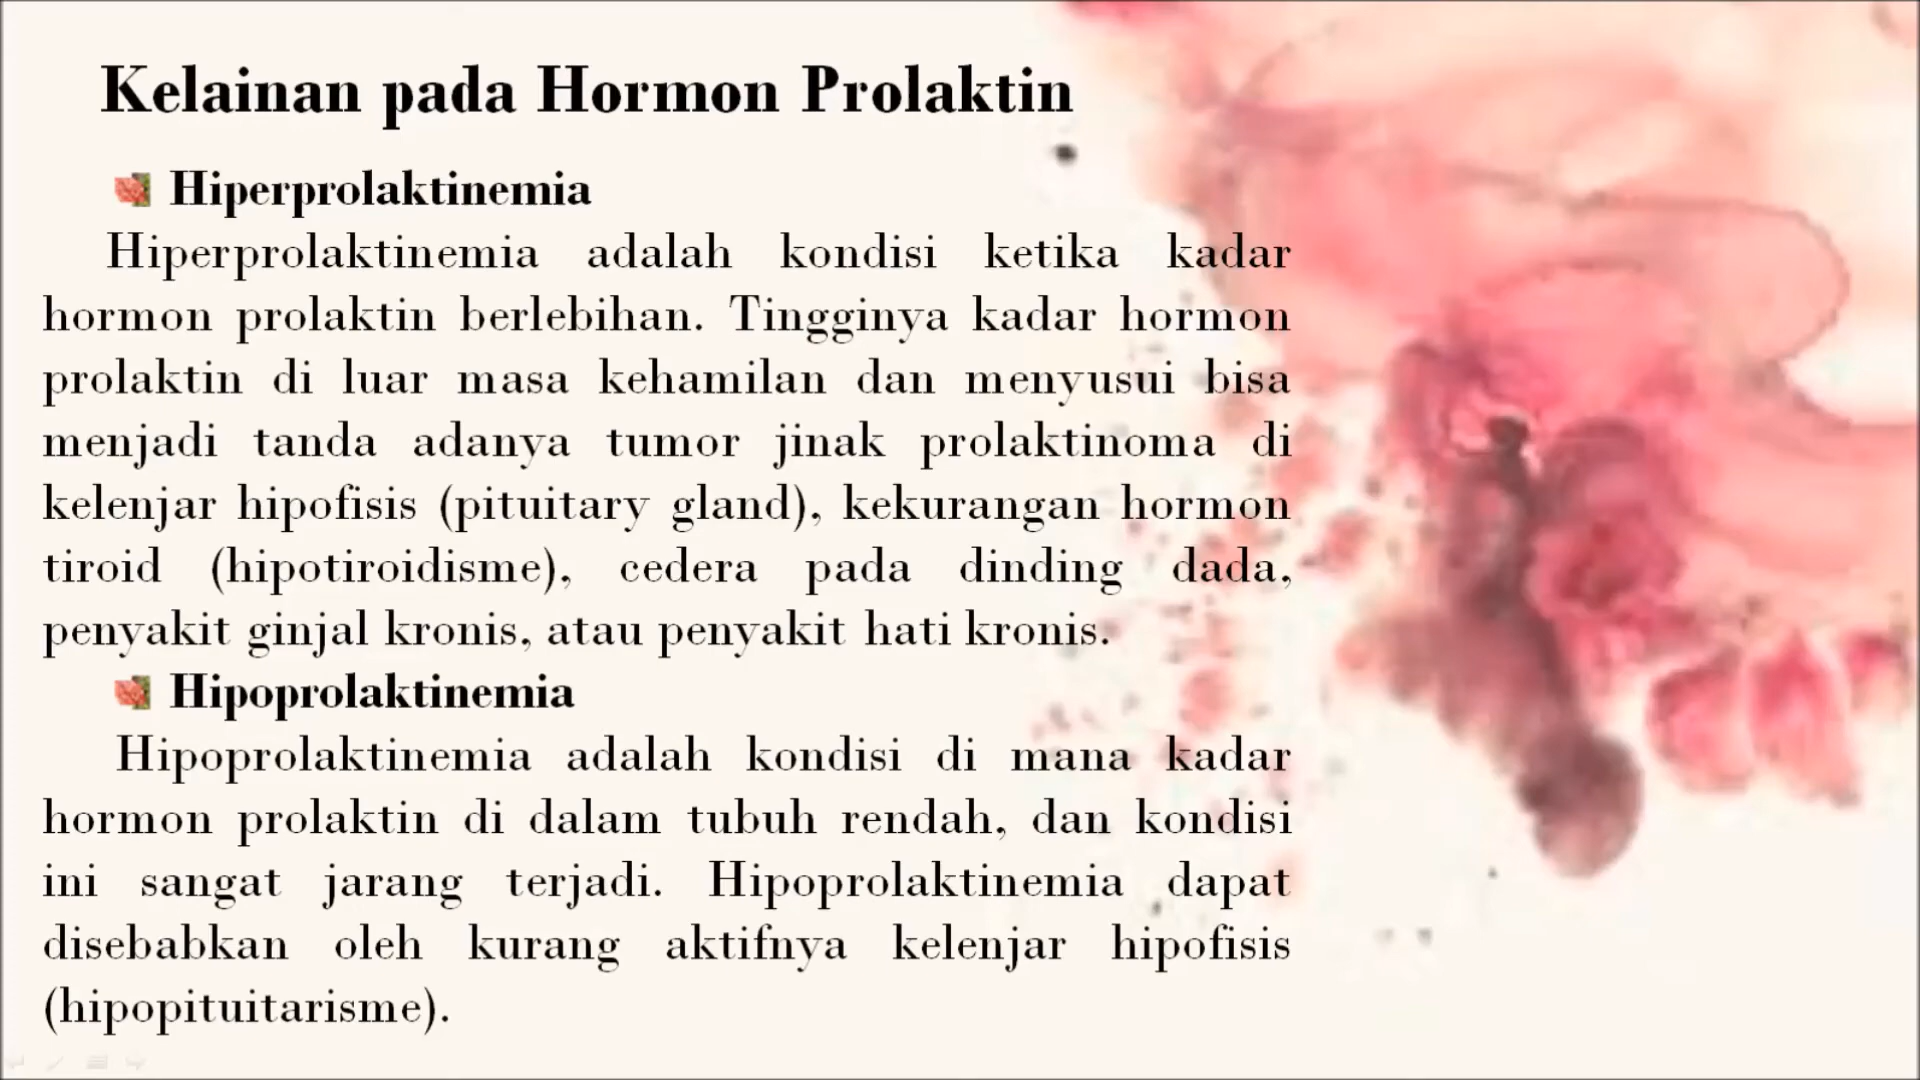 Kelainan pada Hormon Prolaktin
Hiperprolaktinemia
Hiperprolaktinemia adalah kondisi ketika kadar
hormon prolaktin berlebihan. Tingginya kadar hormon
prolaktin di luar masa kehamilan dan menyusui bisa
menjadi tanda adanya tumor jinak prolaktinoma di
kelenjar hipofisis (pituitary gland), kekurangan hormon
tiroid (hipotiroidisme), cedera pada dinding dada,
penyakit ginjal kronis, atau penyakit hati kronis.
Hipoprolaktinemia
Hipoprolaktinemia adalah kondisi di mana kadar
hormon prolaktin di dalam tubuh rendah, dan kondisi
ini sangat jarang terjadi. Hipoprolaktinemia dapat
disebabkan oleh kurang aktifnya kelenjar hipofisis
(hipopituitarisme).